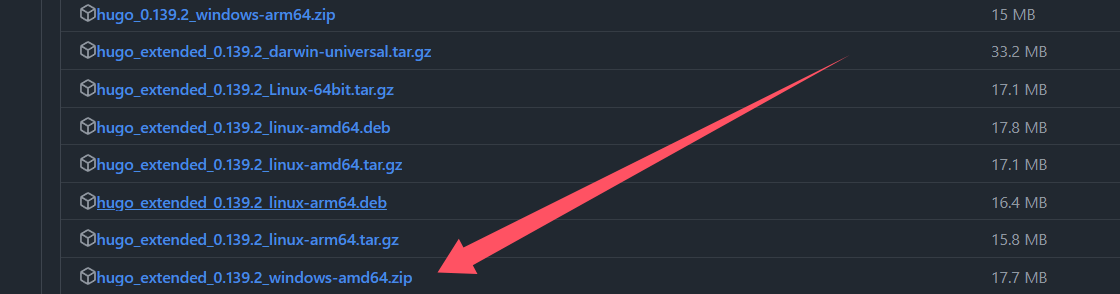 hugo_0.139.2_windows-arm64.zip 15 MB
hugo_extended_0.139.2_darwin-universal.tar.gz 33.2 MB
hugo_extended_0.139.2_Linux-64bit.tar.gz 17.1 MB
hugo_extended_0.139.2_linux-amd64.deb 17.8 MB
hugo_extended_0.139.2_linux-amd64.tar.gz 17.1 MB
hugo_extended_0.139.2_linux-arm64.deb 16.4 MB
hugo_extended_0.139.2_linux-arm64.tar.gz 15.8 MB
hugo_extended_0.139.2_windows-amd64.zip 17.7 MB